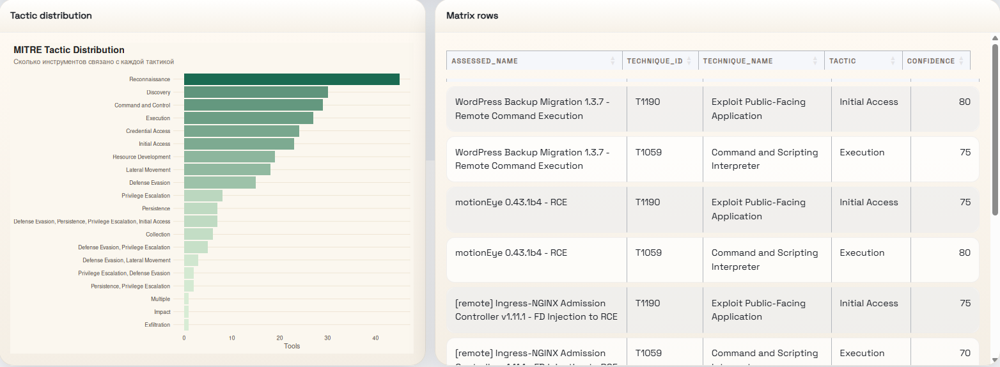 Tactic distribution
MITRE Tactic Distribution
Сколько инструментов связано с каждой тактикой
Reconnaissance
Discovery
Command and Control
Execution
Credential Access
Initial Access
Resource Development
Lateral Movement
Defense Evasion
Privilege Escalation
Persistence
Defense Evasion, Persistence, Privilege Escalation, Initial Access
Collection
Defense Evasion, Privilege Escalation
Defense Evasion, Lateral Movement
Privilege Escalation, Defense Evasion
Persistence, Privilege Escalation
Multiple
Impact
Exfiltration
0 10 20 30 40
Tools
Matrix rows
ASSESSED_NAME TECHNIQUE_ID TECHNIQUE_NAME TACTIC CONFIDENCE
WordPress Backup Migration 1.3.7 - T1190 Exploit Public-Facing Initial Access 80
Remote Command Execution Application
WordPress Backup Migration 1.3.7 - T1059 Command and Scripting Execution 75
Remote Command Execution Interpreter
motionEye 0.43.1b4 - RCE T1190 Exploit Public-Facing Initial Access 75
Application
motionEye 0.43.1b4 - RCE T1059 Command and Scripting Execution 80
Interpreter
[remote] Ingress-NGINX Admission T1190 Exploit Public-Facing Initial Access 75
Controller v1.11.1 - FD Injection to RCE Application
[remote] Ingress-NGINX Admission T1059 Command and Scripting Execution 70